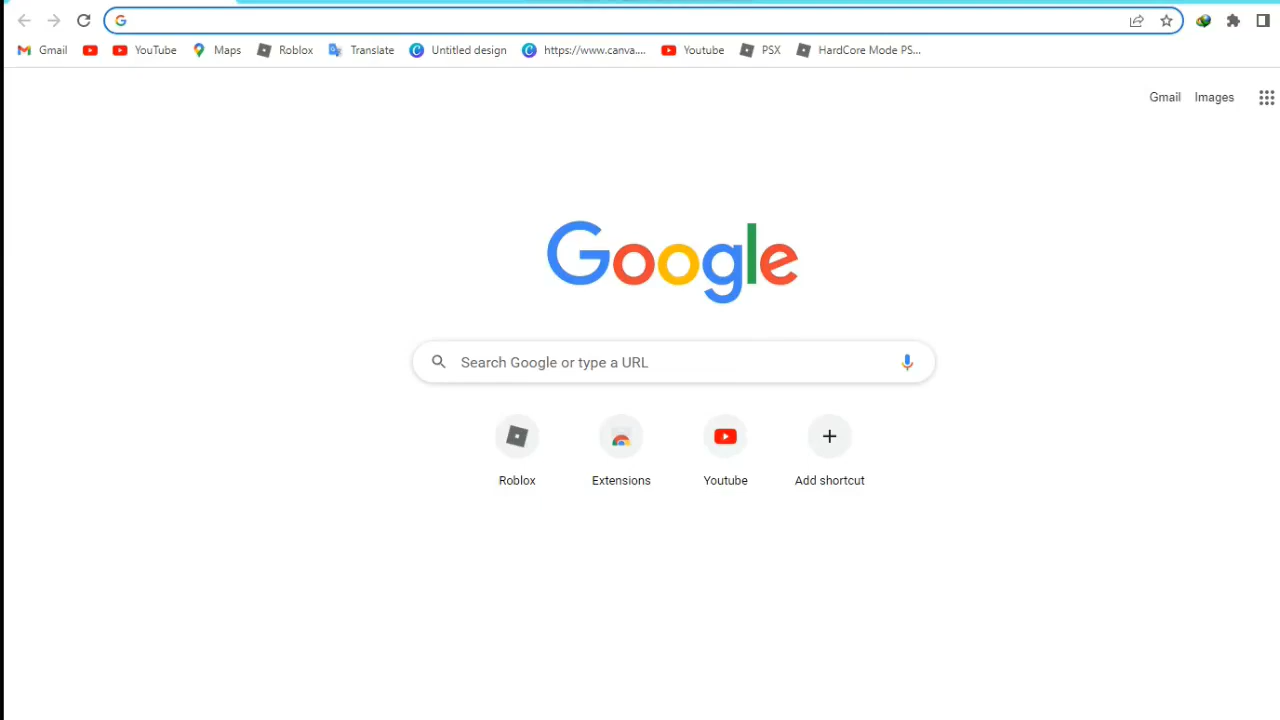 Gmail YouTube Maps Roblox Translate Untitled design https://www.canva.... Youtube PSX HardCore Mode PS...
Gmail Images
Google
Search Google or type a URL
Roblox Extensions Youtube Add shortcut